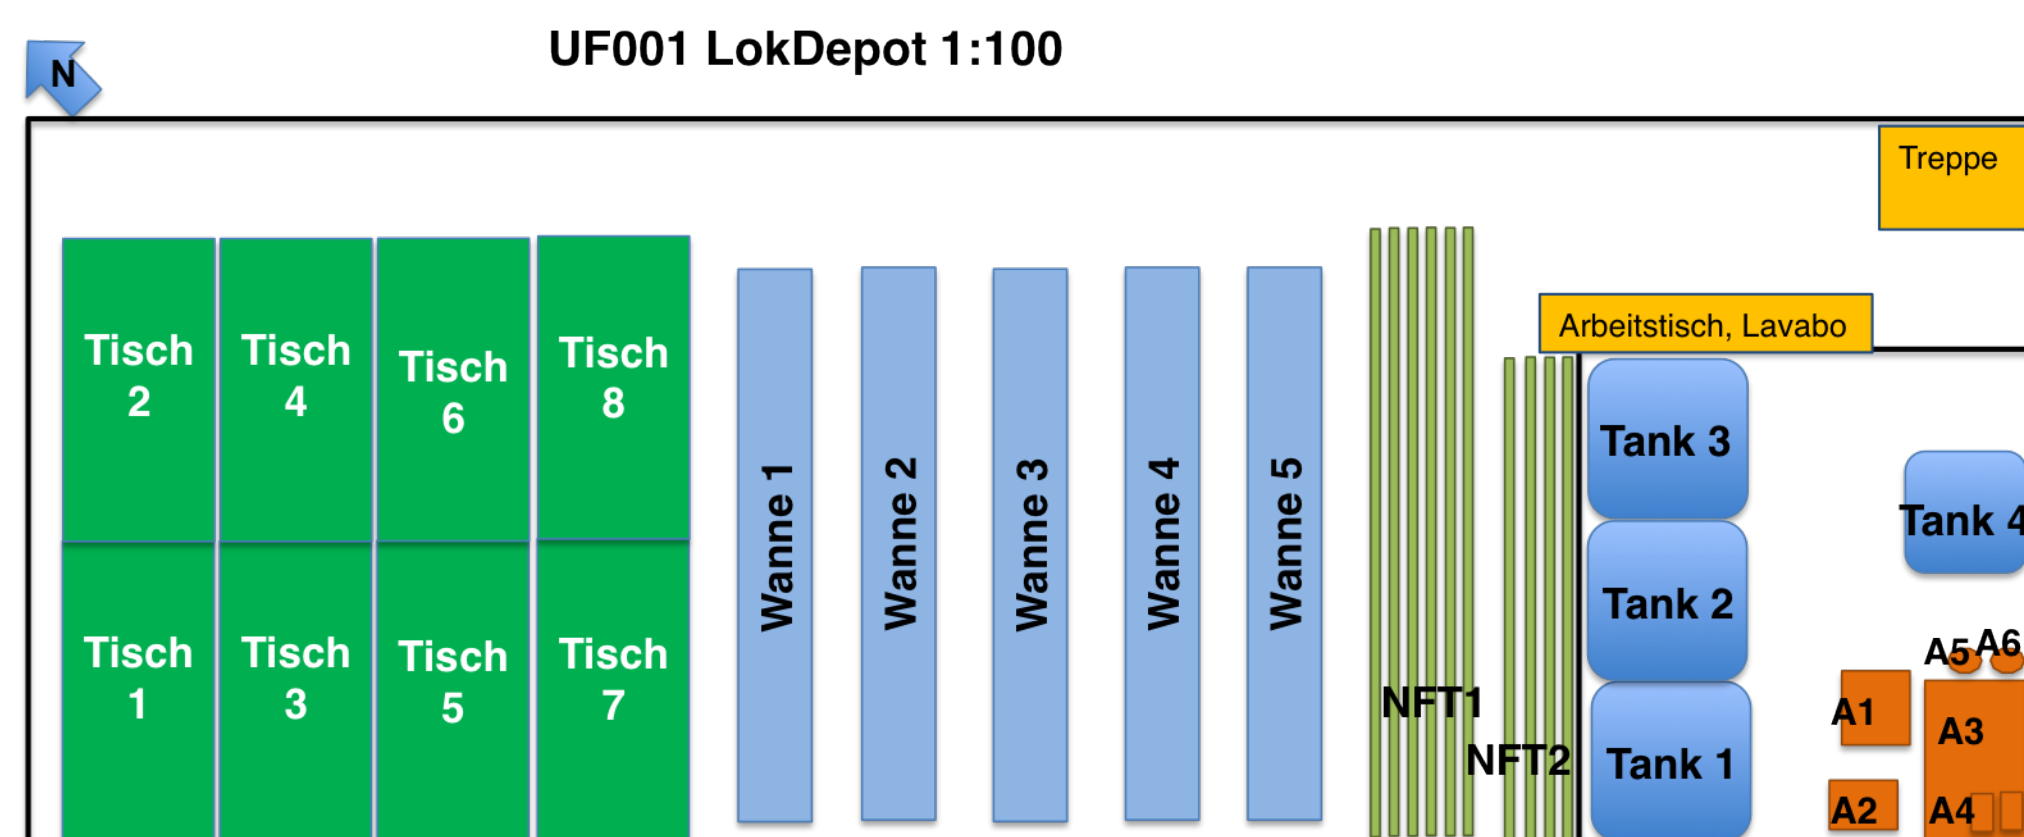 UF001 LokDepot 1:100
N
Treppe
Arbeitstisch, Lavabo
Tisch
2
Tisch
4
Tisch
6
Tisch
8
Tisch
1
Tisch
3
Tisch
5
Tisch
7
Wanne 1
Wanne 2
Wanne 3
Wanne 4
Wanne 5
NFT1
NFT2
Tank 3
Tank 2
Tank 1
Tank 4
A5
A6
A1
A3
A2
A4